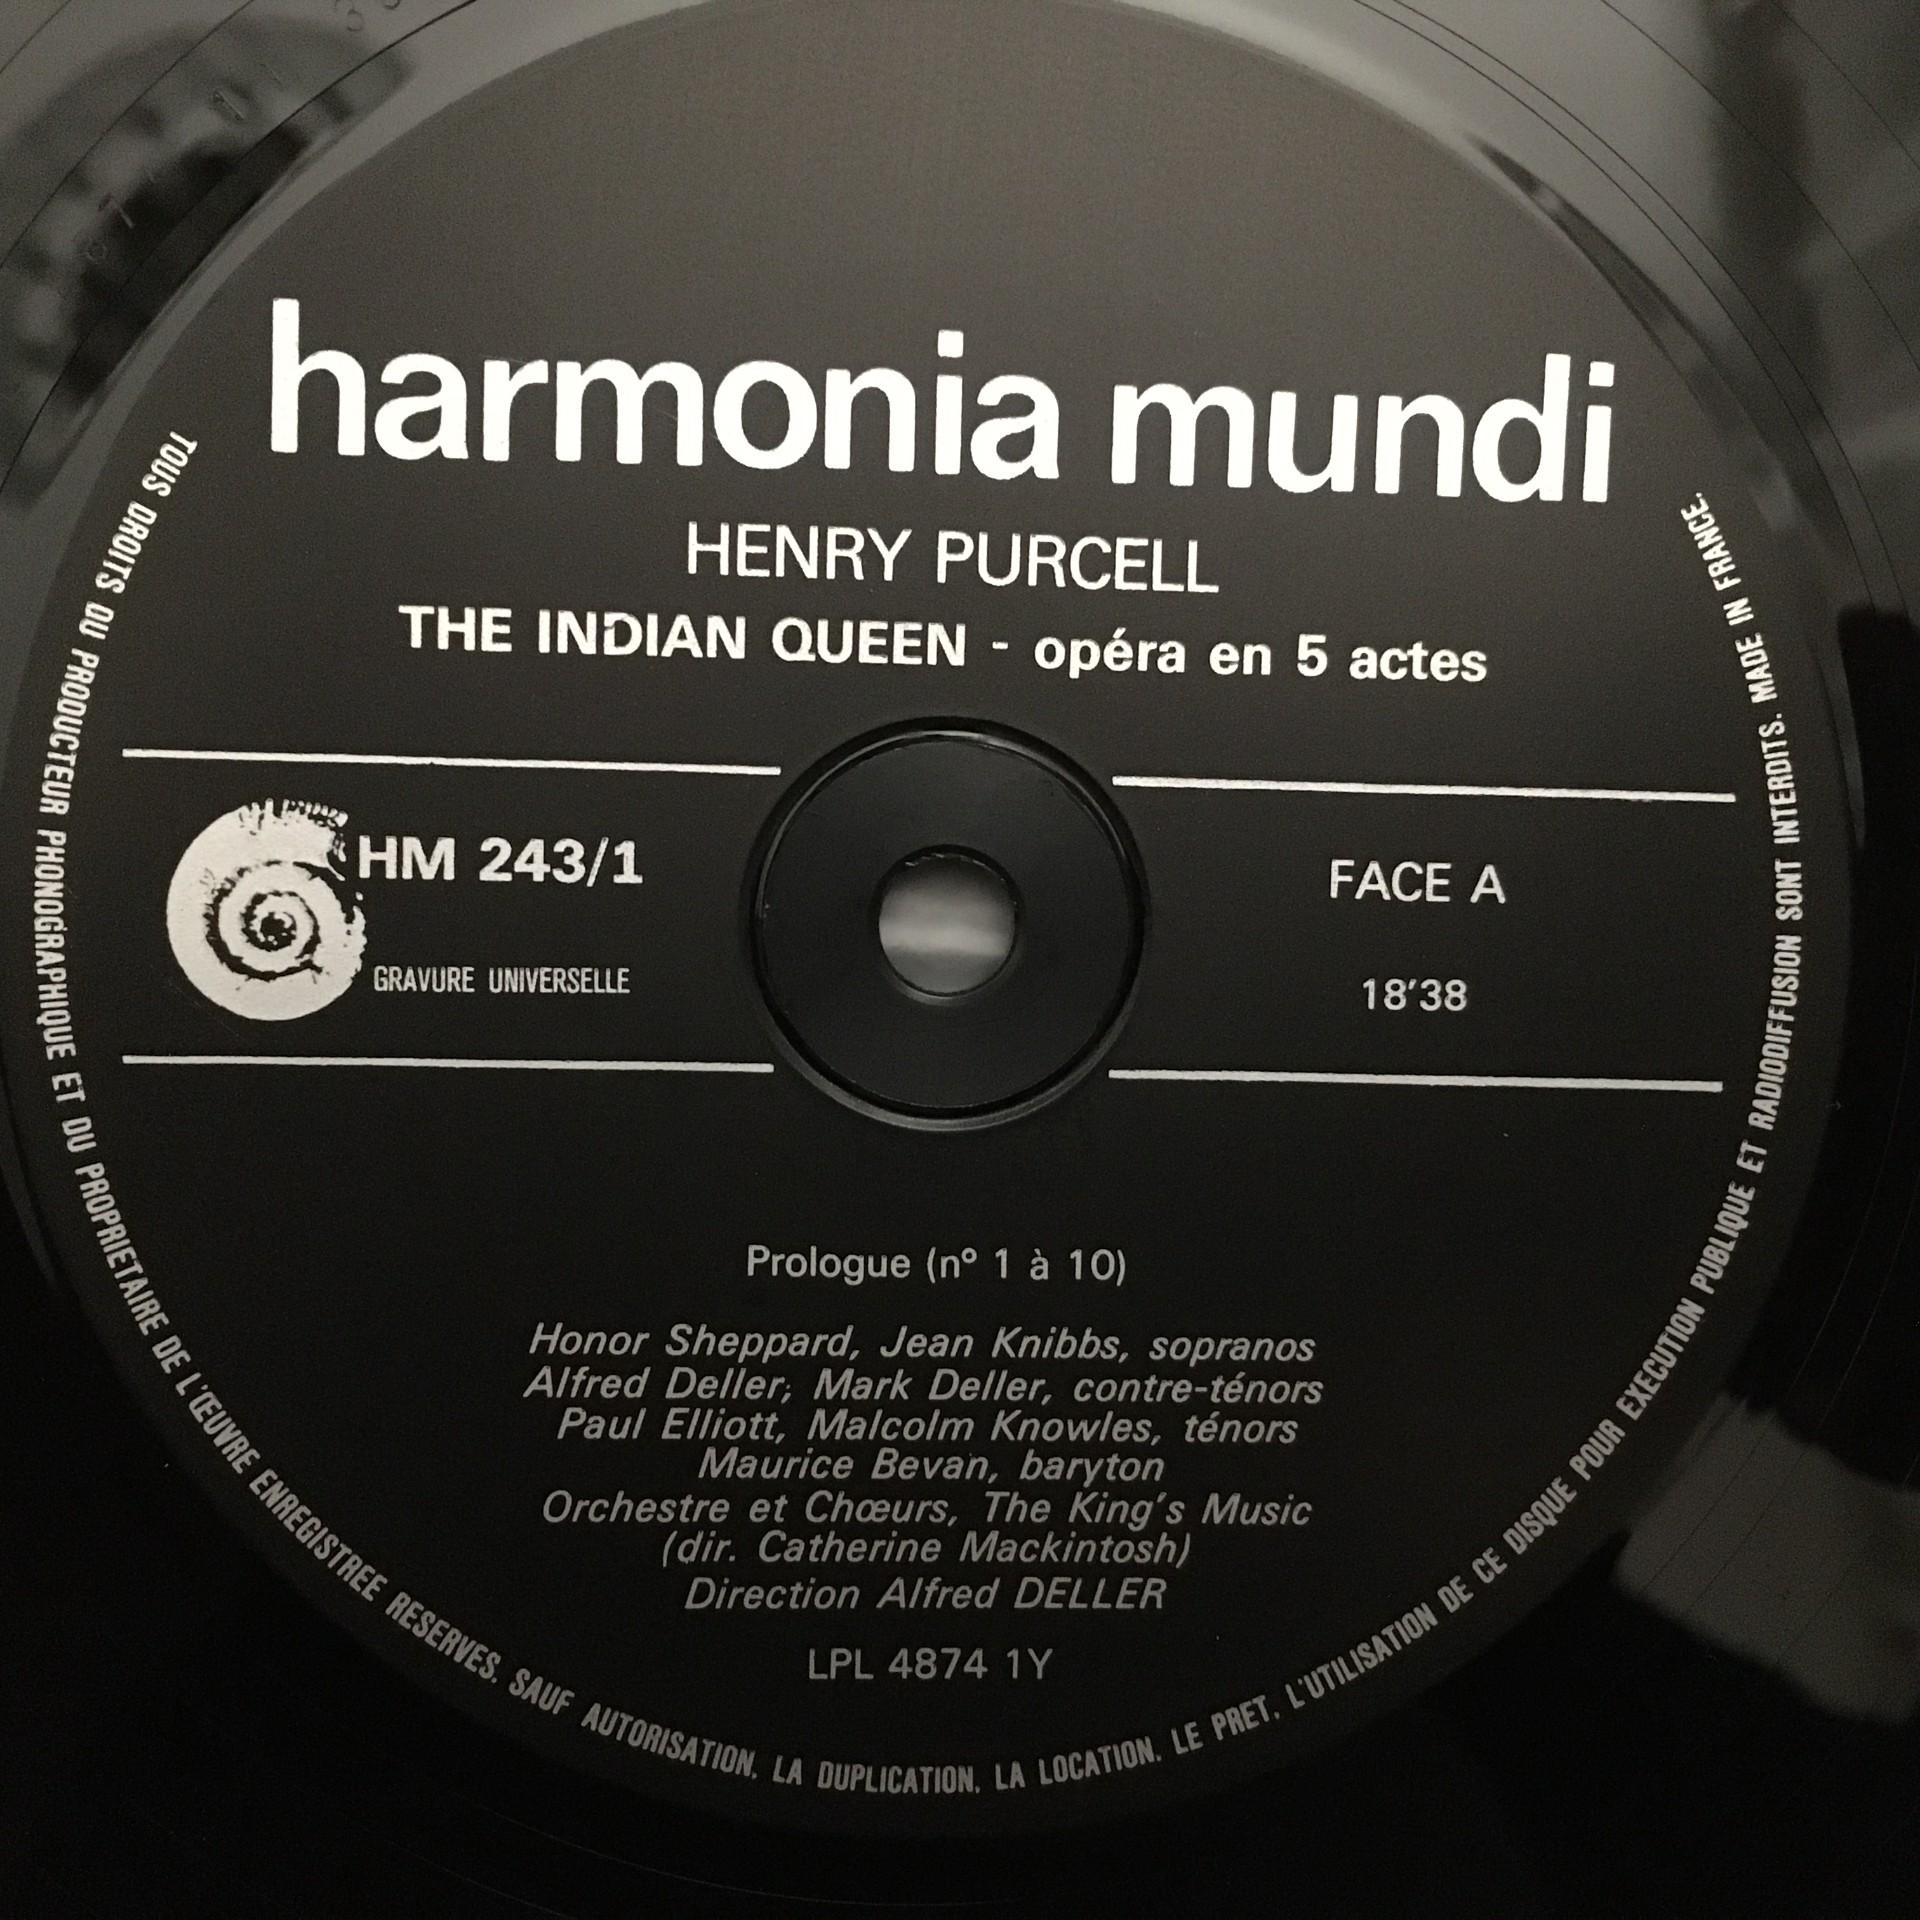 harmonia mundi
HENRY PURCELL
THE INDIAN QUEEN - opéra en 5 actes
HM 243/1
GRAVURE UNIVERSELLE
FACE A
18'38
Prologue (nº 1 à 10)
Honor Sheppard, Jean Knibbs, sopranos
Alfred Deller, Mark Deller, contre-ténors
Paul Elliott, Malcolm Knowles, ténors
Maurice Bevan, baryton
Orchestre et Chœurs, The King's Music
(dir. Catherine Mackintosh)
Direction Alfred DELLER
LPL 4874 1Y
TOUS DROITS DU PRODUCTEUR PHONOGRAPHIQUE ET DU PROPRIETAIRE DE L'ŒUVRE ENREGISTREE RESERVES. SAUF AUTORISATION, LA DUPLICATION, LA LOCATION, LE PRET, L'UTILISATION DE CE DISQUE POUR EXECUTION PUBLIQUE ET RADIODIFFUSION SONT INTERDITS. MADE IN FRANCE.